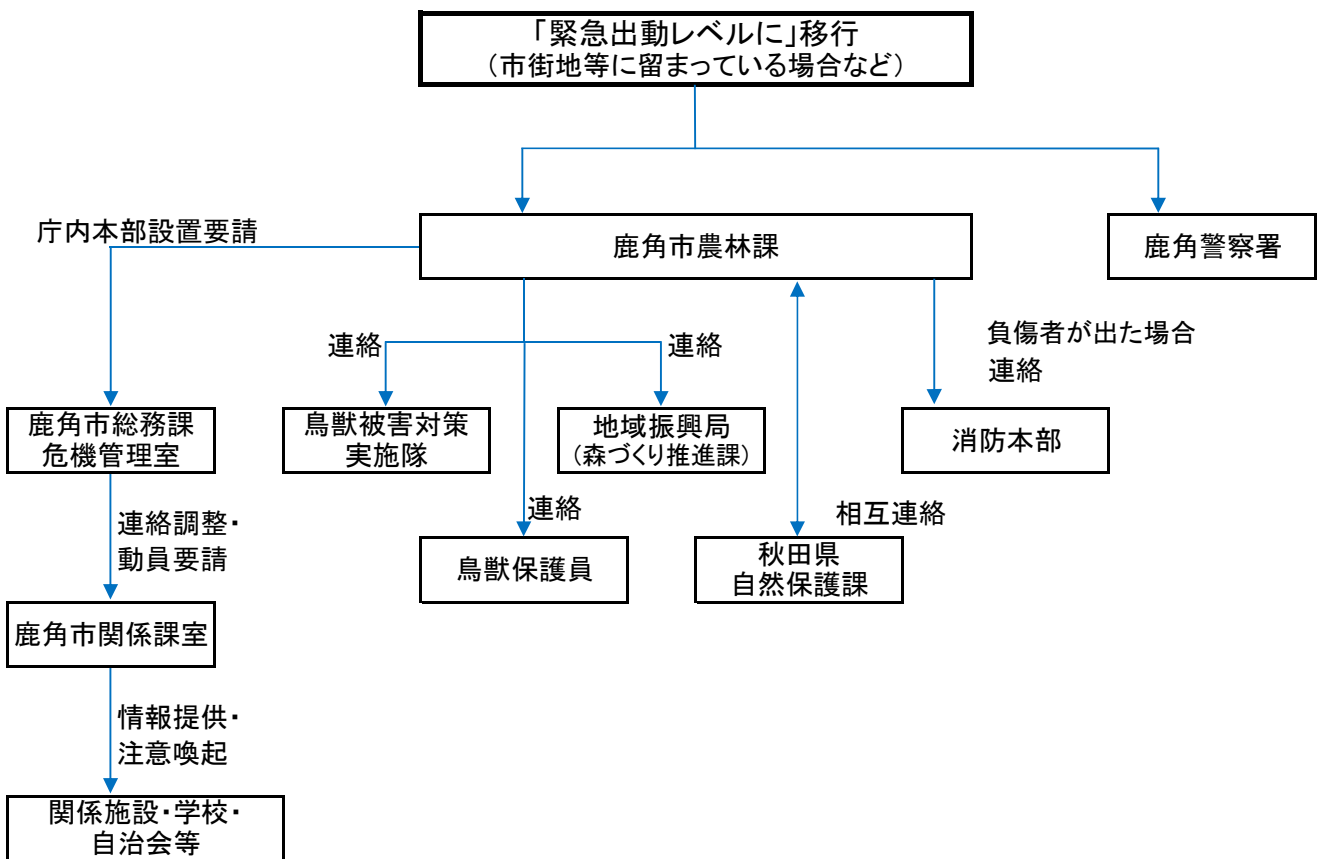 「緊急出動レベルに」移行
（市街地等に留まっている場合など）
庁内本部設置要請
鹿角市農林課
鹿角警察署
連絡
連絡
負傷者が出た場合
連絡
鹿角市総務課
危機管理室
鳥獣被害対策
実施隊
地域振興局
（森づくり推進課）
消防本部
連絡調整・
動員要請
連絡
相互連絡
鳥獣保護員
秋田県
自然保護課
鹿角市関係課室
情報提供・
注意喚起
関係施設・学校・
自治会等